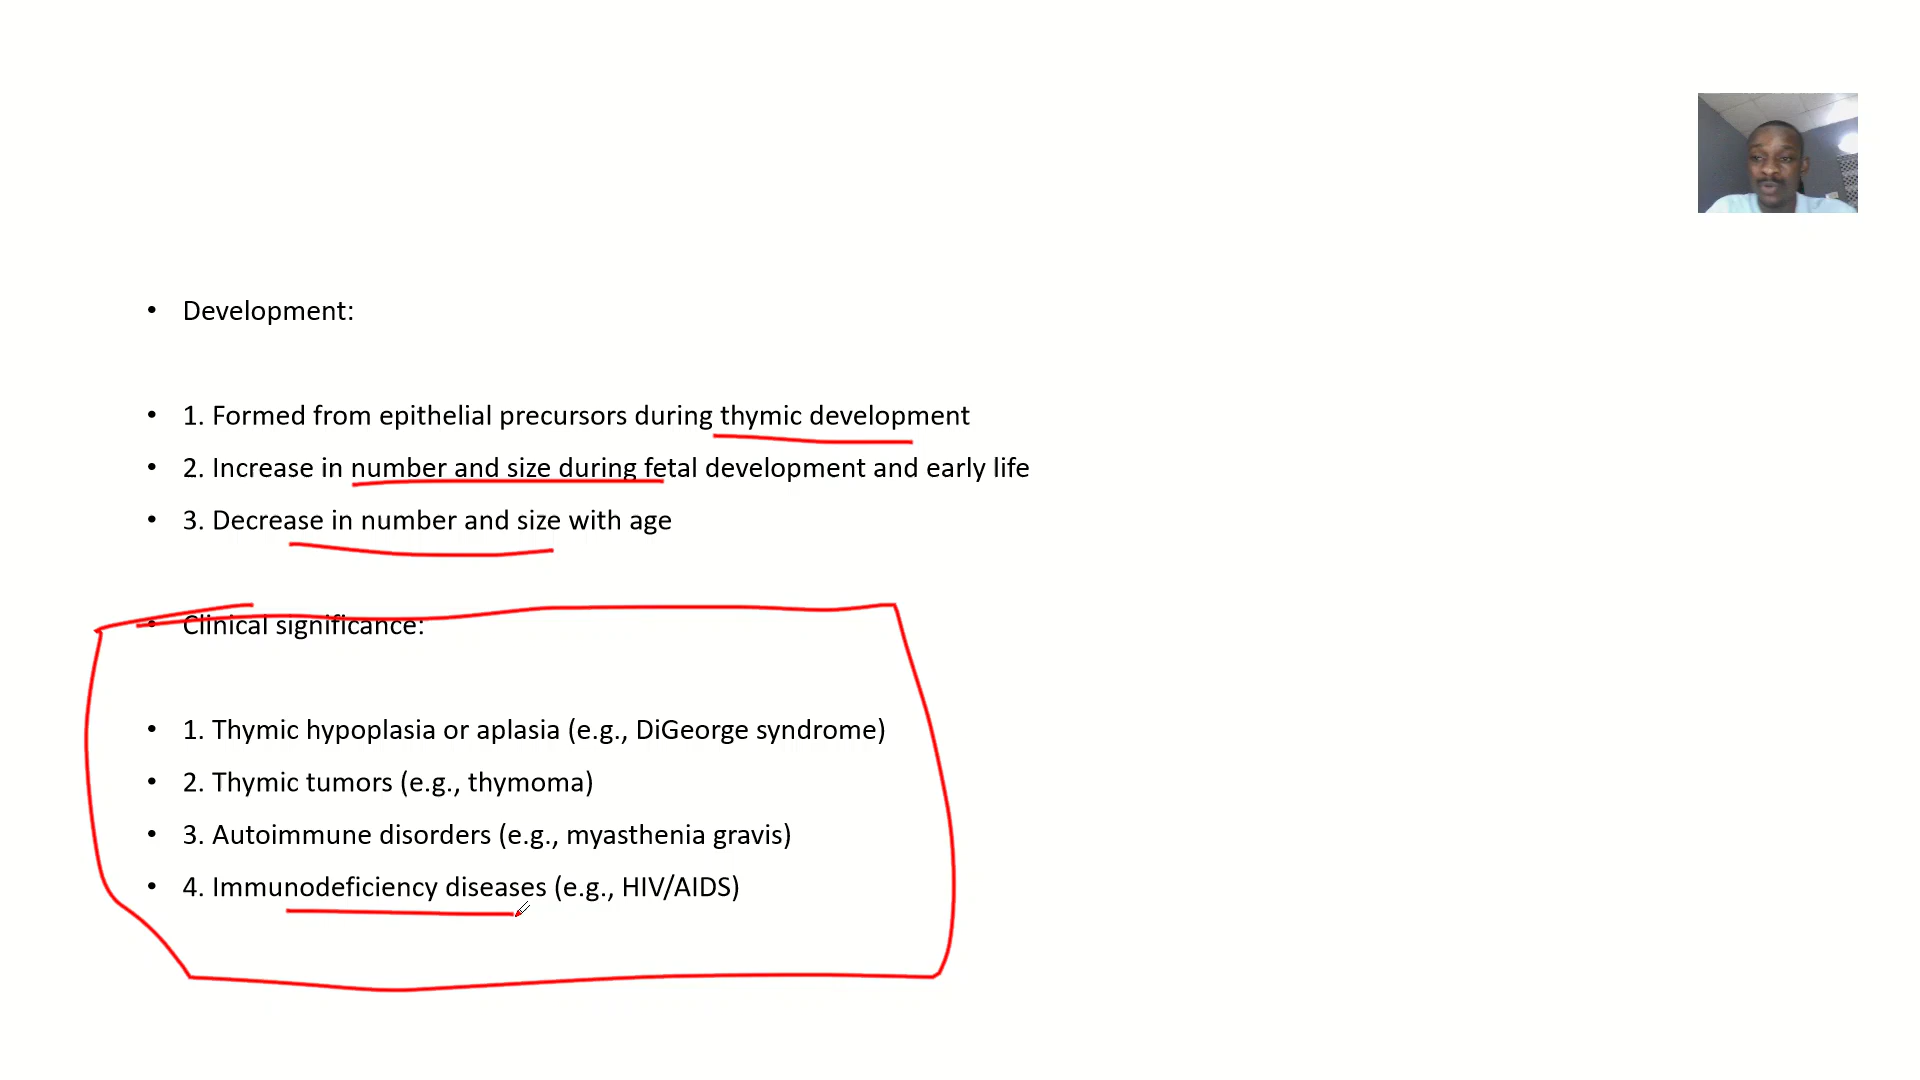 • Development:
• 1. Formed from epithelial precursors during thymic development
• 2. Increase in number and size during fetal development and early life
• 3. Decrease in number and size with age
• Clinical significance:
• 1. Thymic hypoplasia or aplasia (e.g., DiGeorge syndrome)
• 2. Thymic tumors (e.g., thymoma)
• 3. Autoimmune disorders (e.g., myasthenia gravis)
• 4. Immunodeficiency diseases (e.g., HIV/AIDS)